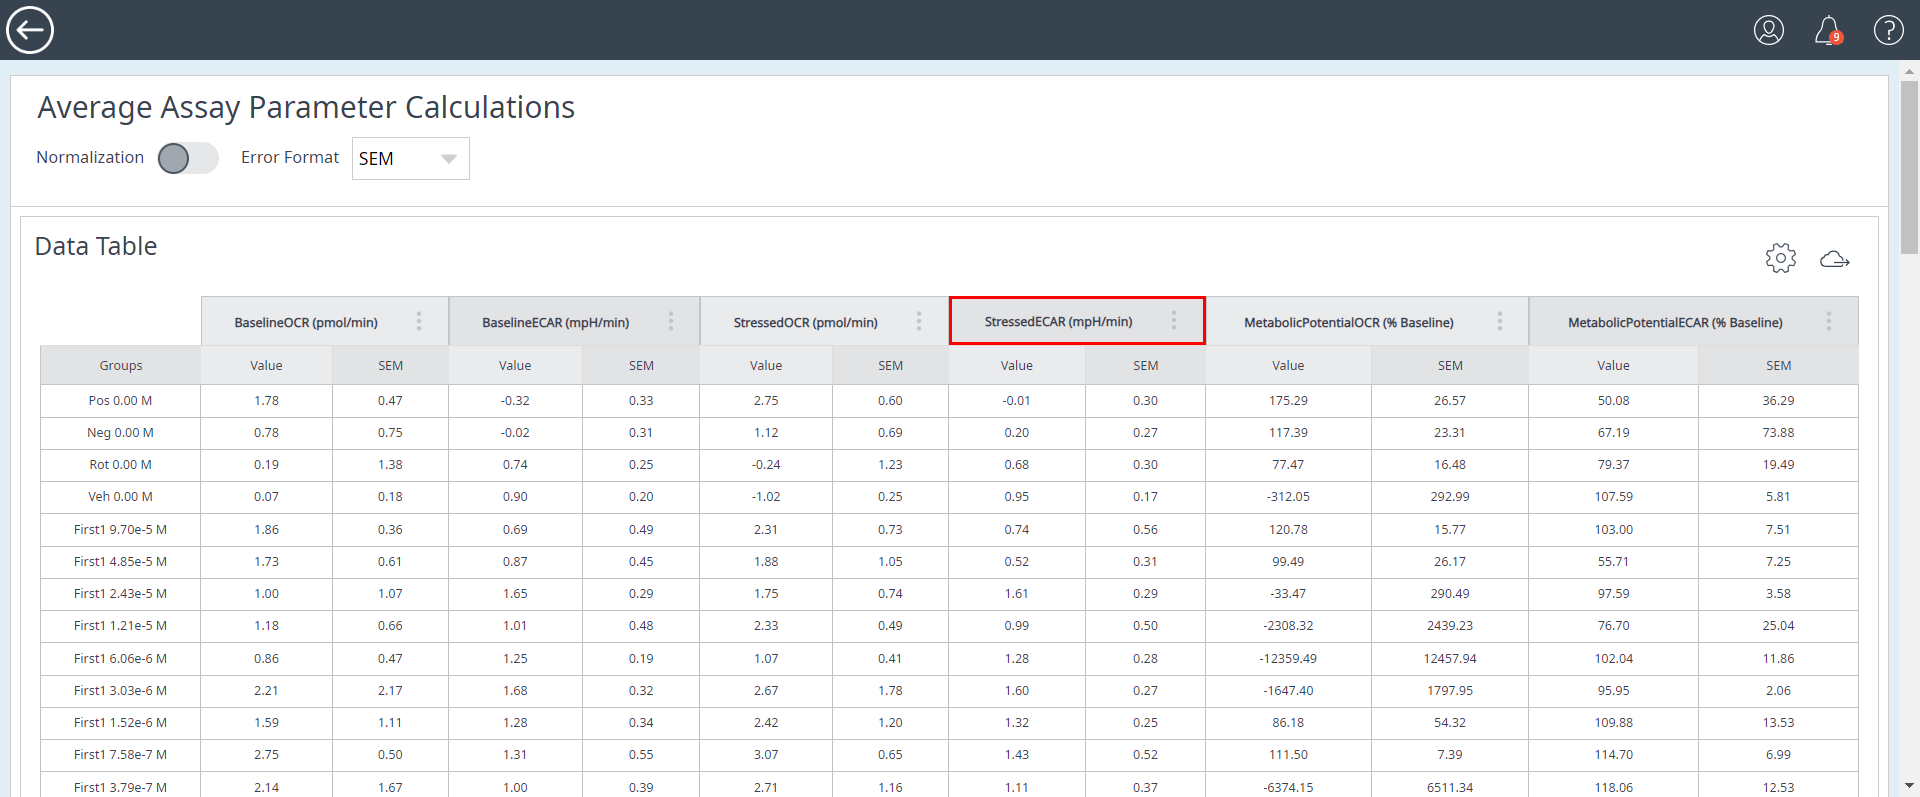 9
Average Assay Parameter Calculations
Normalization Error Format SEM
Data Table
BaselineOCR (pmol/min) BaselineECAR (mpH/min) StressedOCR (pmol/min) StressedECAR (mpH/min) MetabolicPotentialOCR (% Baseline) MetabolicPotentialECAR (% Baseline)
Groups Value SEM Value SEM Value SEM Value SEM Value SEM Value SEM
Pos 0.00 M 1.78 0.47 -0.32 0.33 2.75 0.60 -0.01 0.30 175.29 26.57 50.08 36.29
Neg 0.00 M 0.78 0.75 -0.02 0.31 1.12 0.69 0.20 0.27 117.39 23.31 67.19 73.88
Rot 0.00 M 0.19 1.38 0.74 0.25 -0.24 1.23 0.68 0.30 77.47 16.48 79.37 19.49
Veh 0.00 M 0.07 0.18 0.90 0.20 -1.02 0.25 0.95 0.17 -312.05 292.99 107.59 5.81
First1 9.70e-5 M 1.86 0.36 0.69 0.49 2.31 0.73 0.74 0.56 120.78 15.77 103.00 7.51
First1 4.85e-5 M 1.73 0.61 0.87 0.45 1.88 1.05 0.52 0.31 99.49 26.17 55.71 7.25
First1 2.43e-5 M 1.00 1.07 1.65 0.29 1.75 0.74 1.61 0.29 -33.47 290.49 97.59 3.58
First1 1.21e-5 M 1.18 0.66 1.01 0.48 2.33 0.49 0.99 0.50 -2308.32 2439.23 76.70 25.04
First1 6.06e-6 M 0.86 0.47 1.25 0.19 1.07 0.41 1.28 0.28 -12359.49 12457.94 102.04 11.86
First1 3.03e-6 M 2.21 2.17 1.68 0.32 2.67 1.78 1.60 0.27 -1647.40 1797.95 95.95 2.06
First1 1.52e-6 M 1.59 1.11 1.28 0.34 2.42 1.20 1.32 0.25 86.18 54.32 109.88 13.53
First1 7.58e-7 M 2.75 0.50 1.31 0.55 3.07 0.65 1.43 0.52 111.50 7.39 114.70 6.99
First1 3.79e-7 M 2.14 1.67 1.00 0.39 2.71 1.16 1.11 0.37 -6374.15 6511.34 118.06 12.53